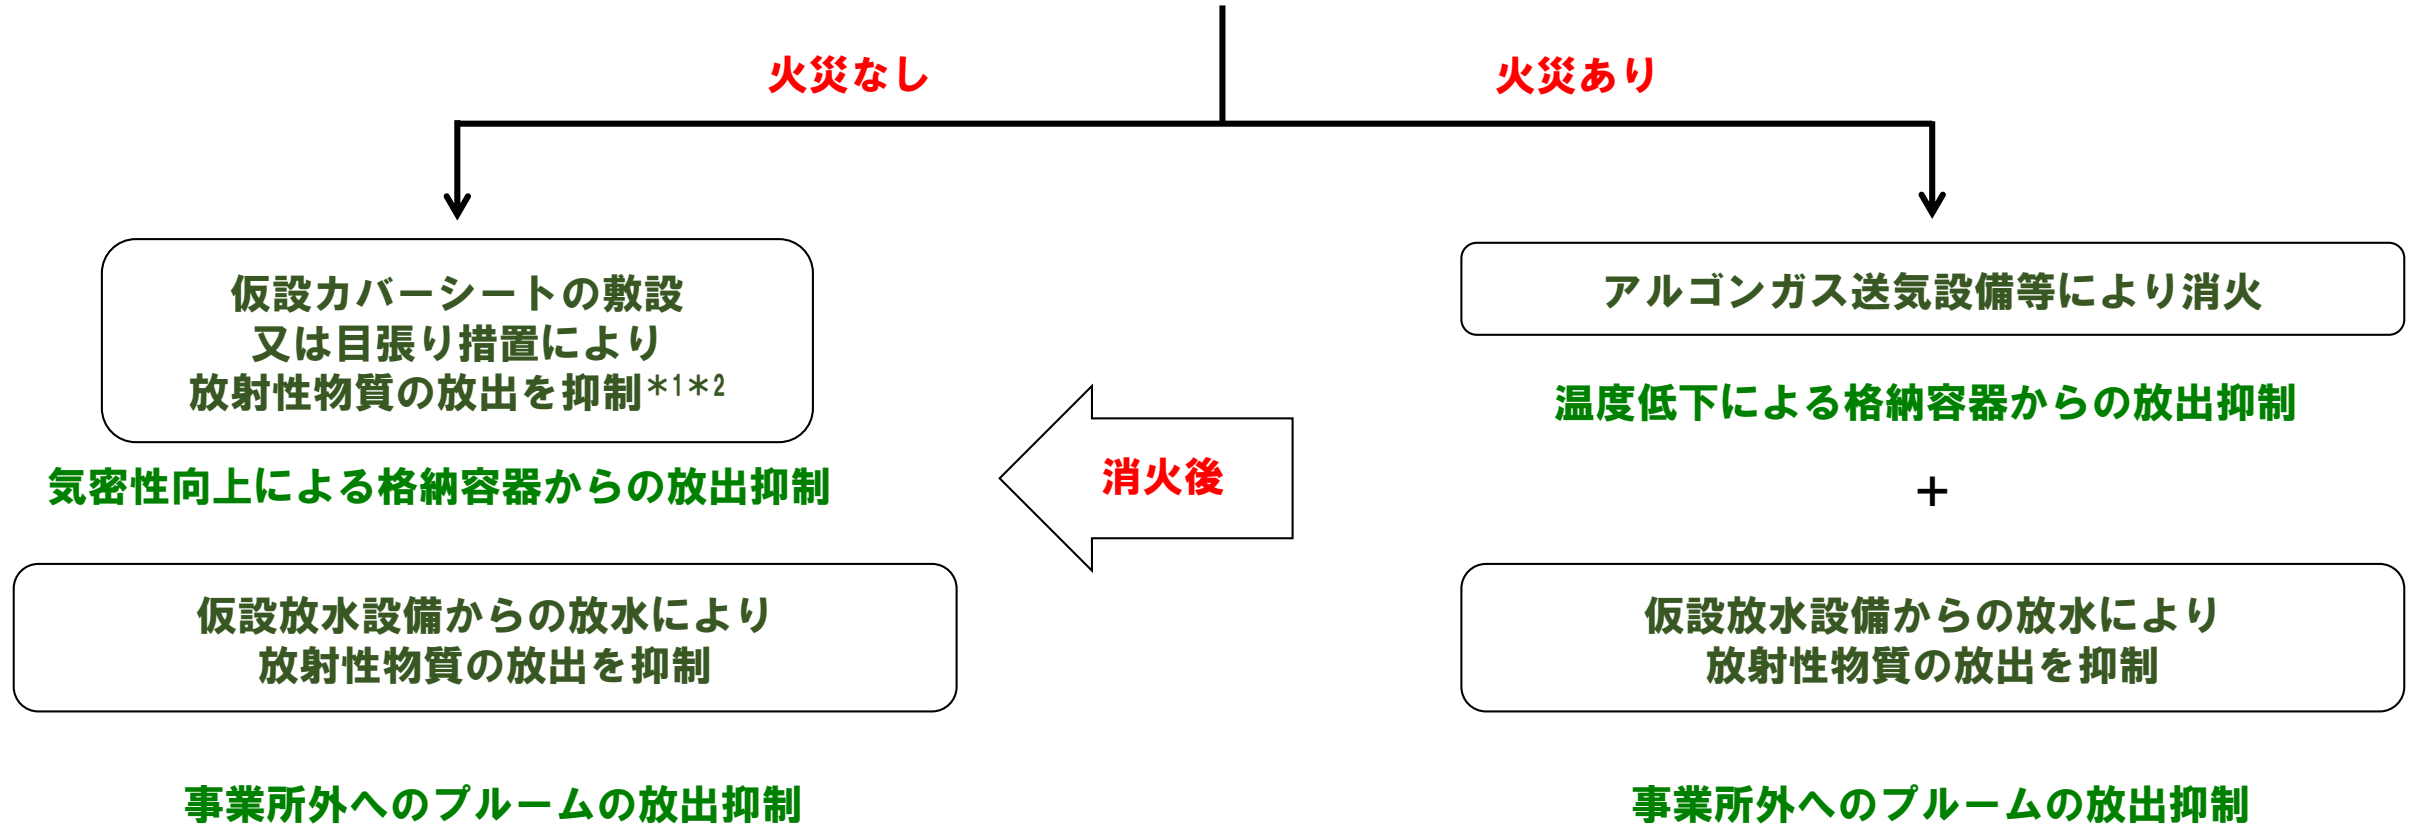 火災なし
火災あり
仮設カバーシートの敷設
又は目張り措置により
放射性物質の放出を抑制*1*2
気密性向上による格納容器からの放出抑制
仮設放水設備からの放水により
放射性物質の放出を抑制
事業所外へのプルームの放出抑制
消火後
アルゴンガス送気設備等により消火
温度低下による格納容器からの放出抑制
+
仮設放水設備からの放水により
放射性物質の放出を抑制
事業所外へのプルームの放出抑制